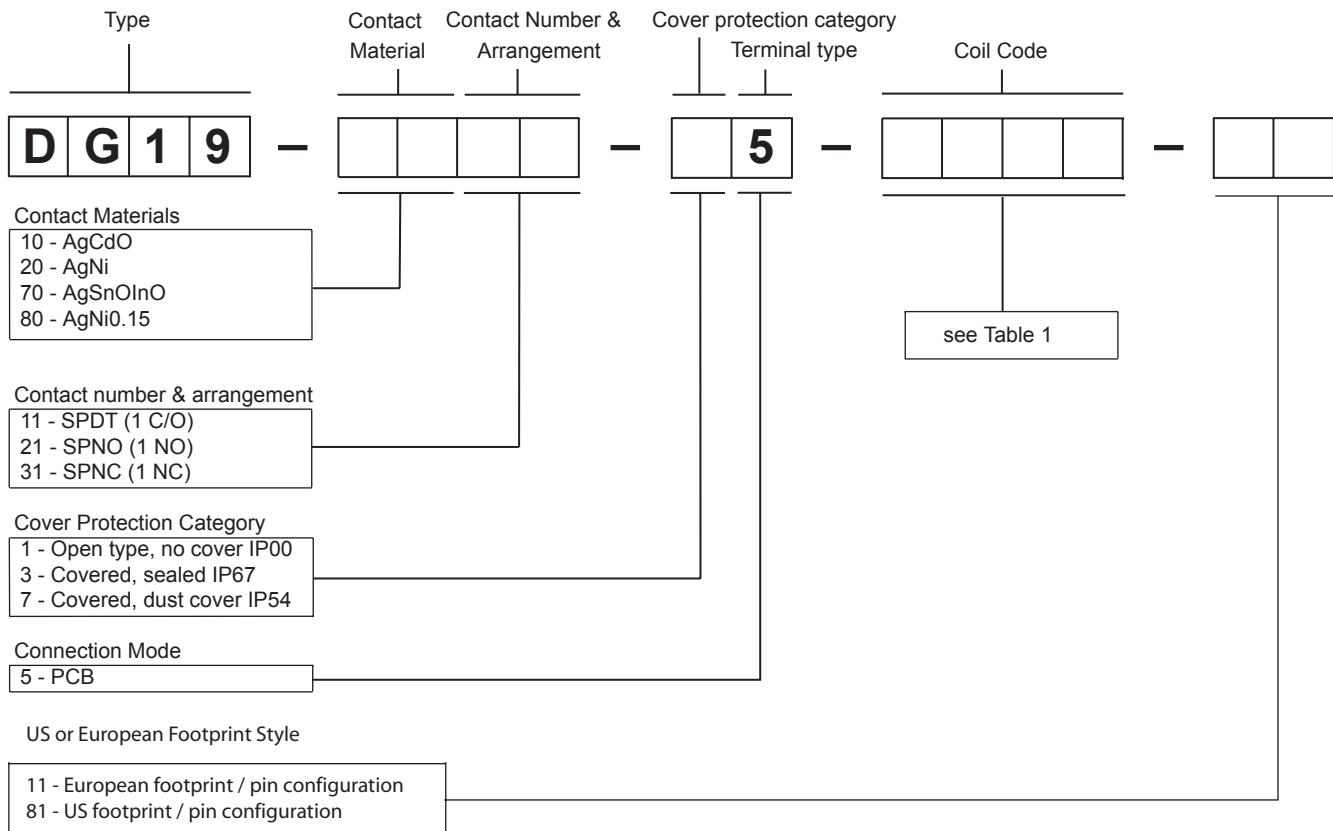 Type
Contact Material
Contact Number & Arrangement
Cover protection category
Terminal type
Coil Code
D G 1 9 – – 5 – –
Contact Materials
10 - AgCdO
20 - AgNi
70 - AgSnOInO
80 - AgNi0.15
see Table 1
Contact number & arrangement
11 - SPDT (1 C/O)
21 - SPNO (1 NO)
31 - SPNC (1 NC)
Cover Protection Category
1 - Open type, no cover IP00
3 - Covered, sealed IP67
7 - Covered, dust cover IP54
Connection Mode
5 - PCB
US or European Footprint Style
11 - European footprint / pin configuration
81 - US footprint / pin configuration